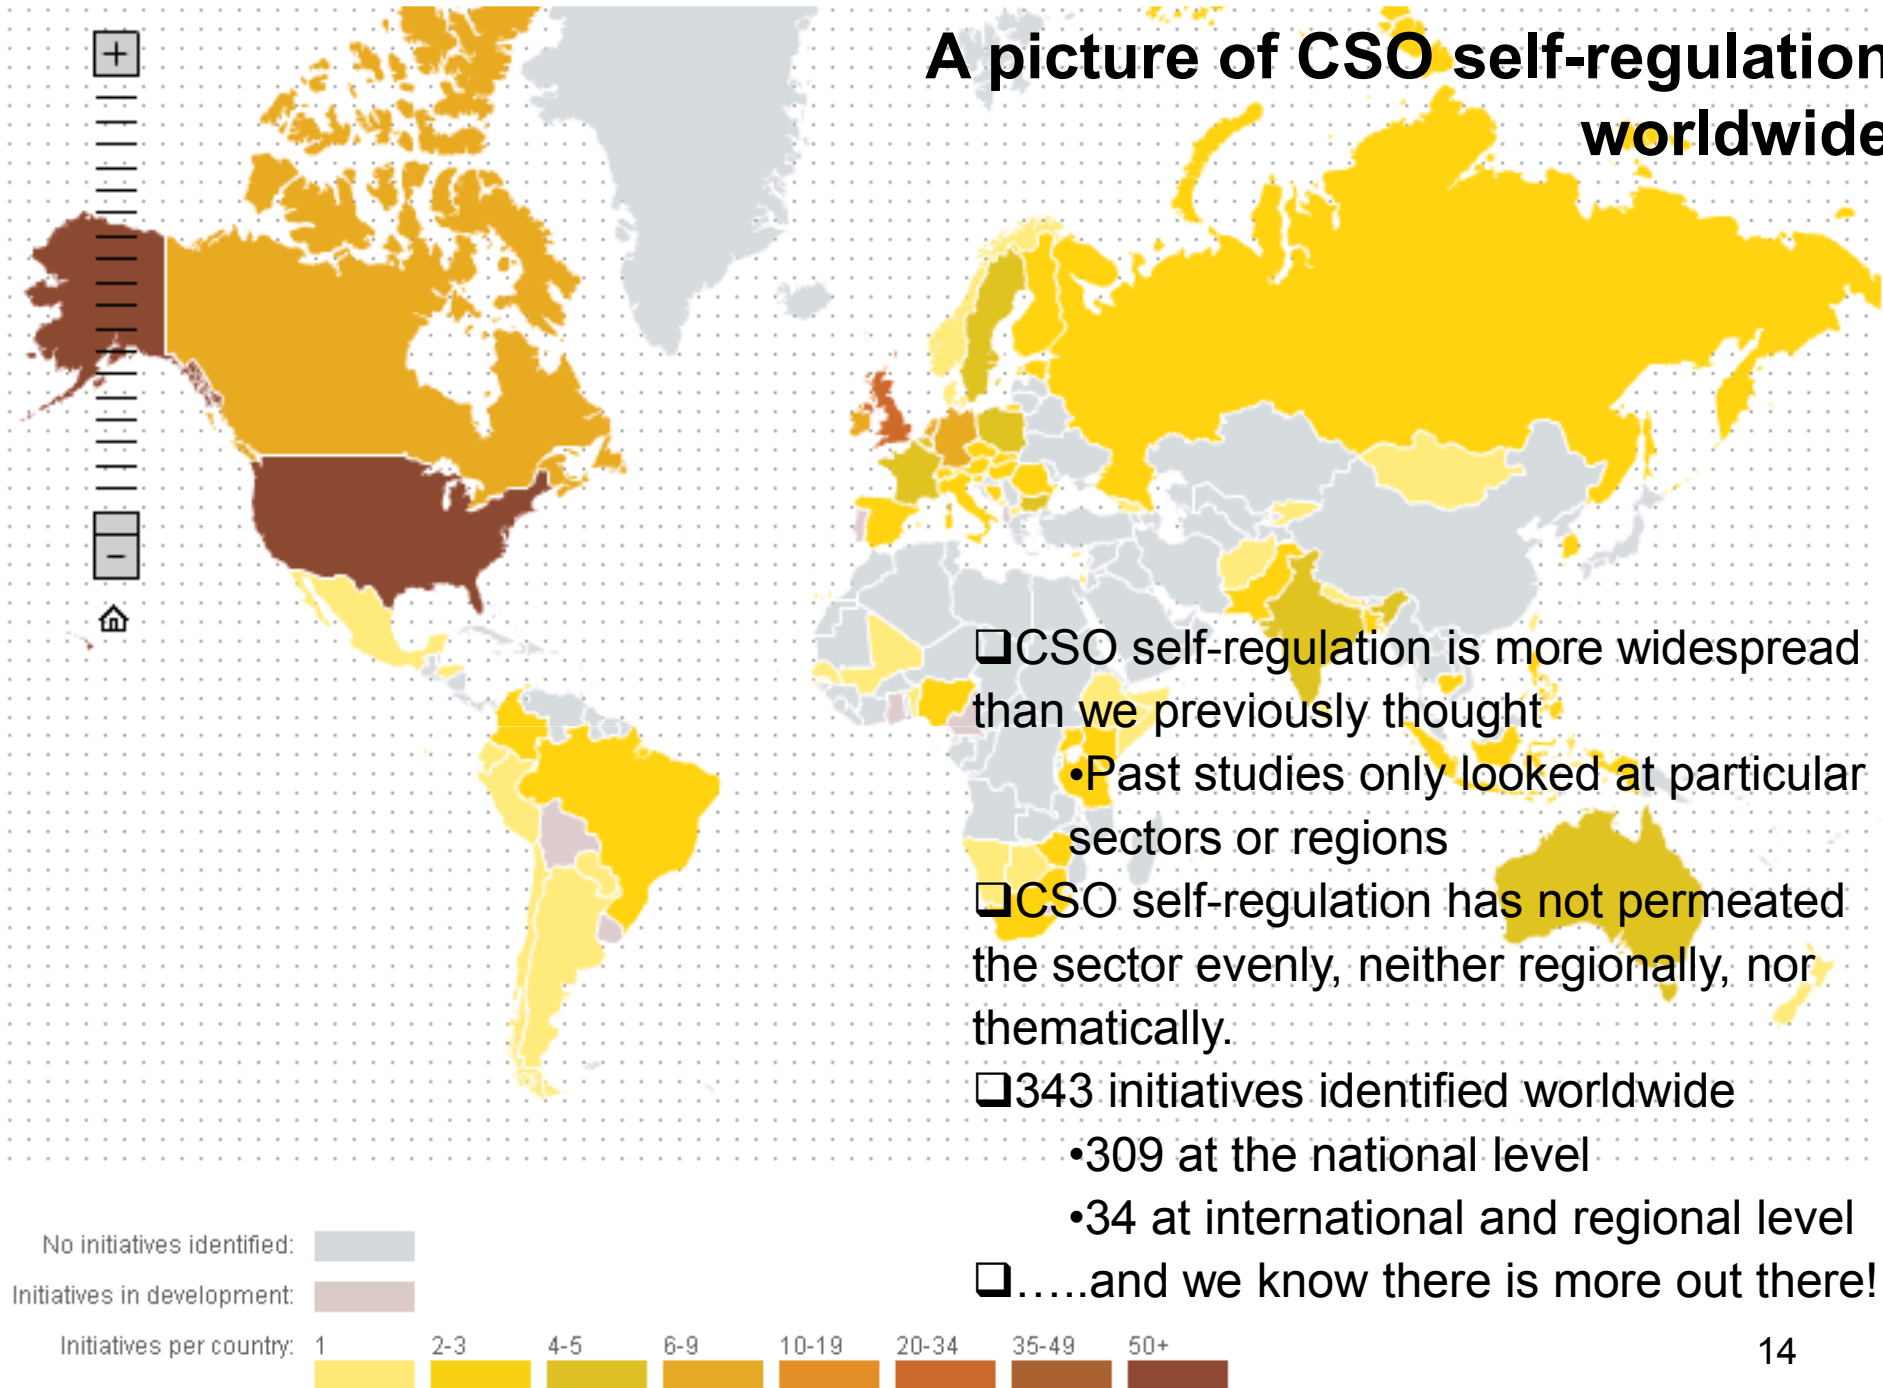 A picture of CSO self-regulation
worldwide
+
−
❑CSO self-regulation is more widespread
than we previously thought
•Past studies only looked at particular
sectors or regions
❑CSO self-regulation has not permeated
the sector evenly, neither regionally, nor
thematically.
❑343 initiatives identified worldwide
•309 at the national level
•34 at international and regional level
❑…..and we know there is more out there!
No initiatives identified:
Initiatives in development:
Initiatives per country: 1 2-3 4-5 6-9 10-19 20-34 35-49 50+
14